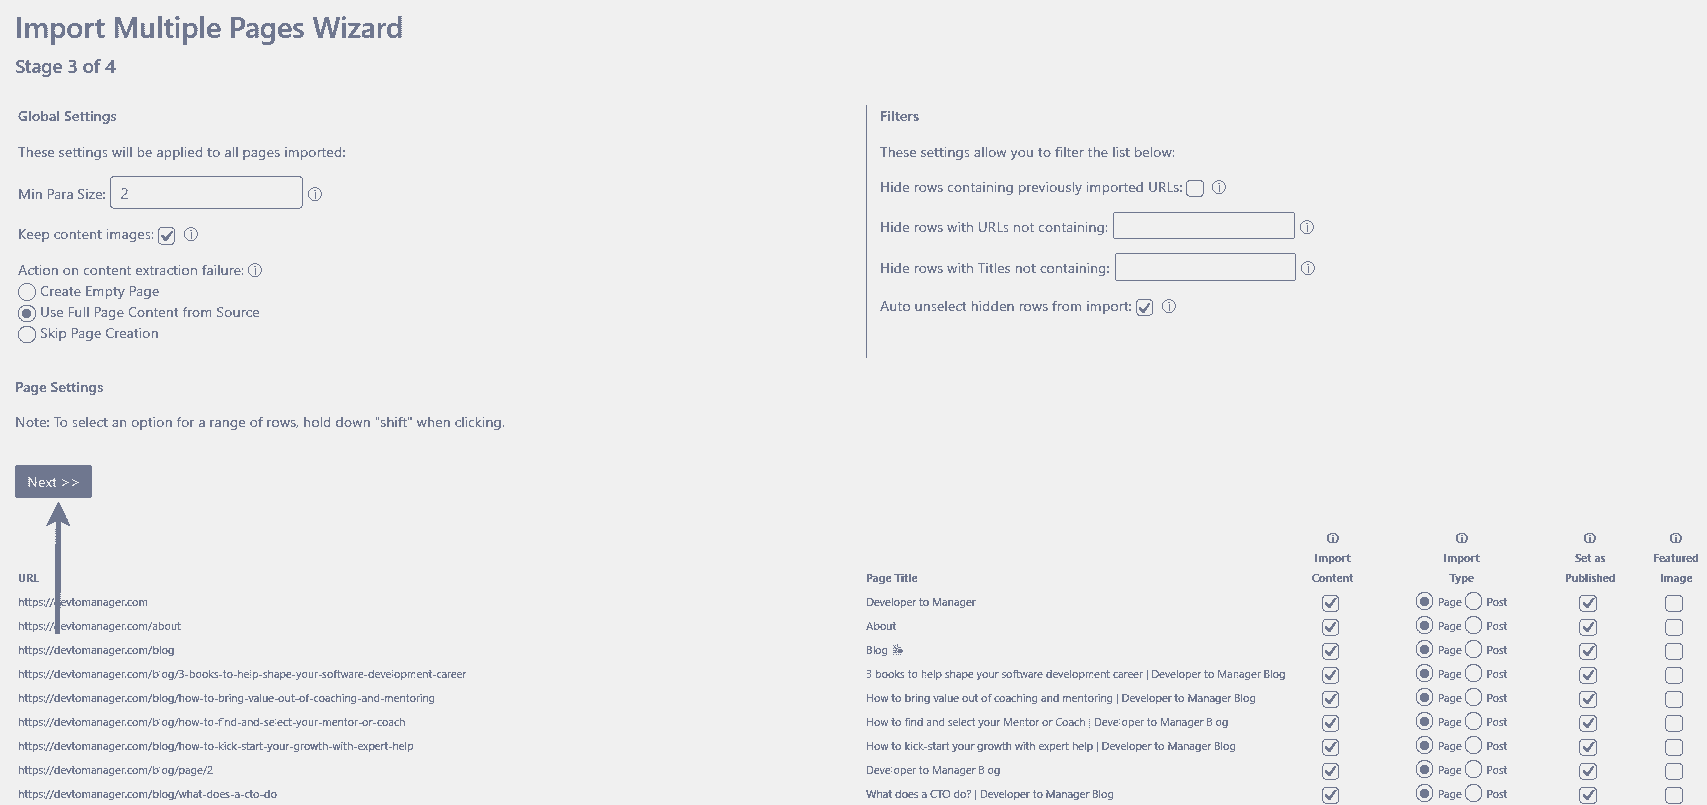 Import Multiple Pages Wizard
Stage 3 of 4
Global Settings
These settings will be applied to all pages imported:
Min Para Size: 2
Keep content images:
Action on content extraction failure:
Create Empty Page
Use Full Page Content from Source
Skip Page Creation
Filters
These settings allow you to filter the list below:
Hide rows containing previously imported URLs:
Hide rows with URLs not containing:
Hide rows with Titles not containing:
Auto unselect hidden rows from import:
Page Settings
Note: To select an option for a range of rows, hold down "shift" when clicking.
Next >>
URL Page Title Import Content Import Type Set as Published Featured Image
https://devtomanager.com Developer to Manager Page Post
https://devtomanager.com/about About Page Post
https://devtomanager.com/blog Blog Page Post
https://devtomanager.com/blog/3-books-to-help-shape-your-software-development-career 3 books to help shape your software development career | Developer to Manager Blog Page Post
https://devtomanager.com/blog/how-to-bring-value-out-of-coaching-and-mentoring How to bring value out of coaching and mentoring | Developer to Manager Blog Page Post
https://devtomanager.com/blog/how-to-find-and-select-your-mentor-or-coach How to find and select your Mentor or Coach | Developer to Manager Blog Page Post
https://devtomanager.com/blog/how-to-kick-start-your-growth-with-expert-help How to kick-start your growth with expert help | Developer to Manager Blog Page Post
https://devtomanager.com/blog/page/2 Developer to Manager Blog Page Post
https://devtomanager.com/blog/what-does-a-cto-do What does a CTO do? | Developer to Manager Blog Page Post